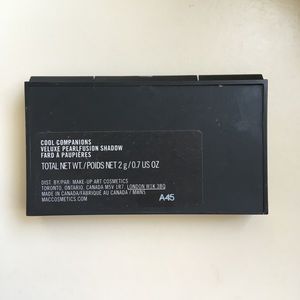 COOL COMPANIONS
VELUXE PEARLFUSION SHADOW
FARD À PAUPIÈRES
TOTAL NET WT./POIDS NET 2 g/0.7 US OZ
DIST. BY/PAR: MAKE-UP ART COSMETICS
TORONTO, ONTARIO, CANADA M5V 1R7, LONDON W1K 3BQ
MADE IN CANADA/FABRIQUÉ AU CANADA / MWNS
MACCOSMETICS.COM
A45